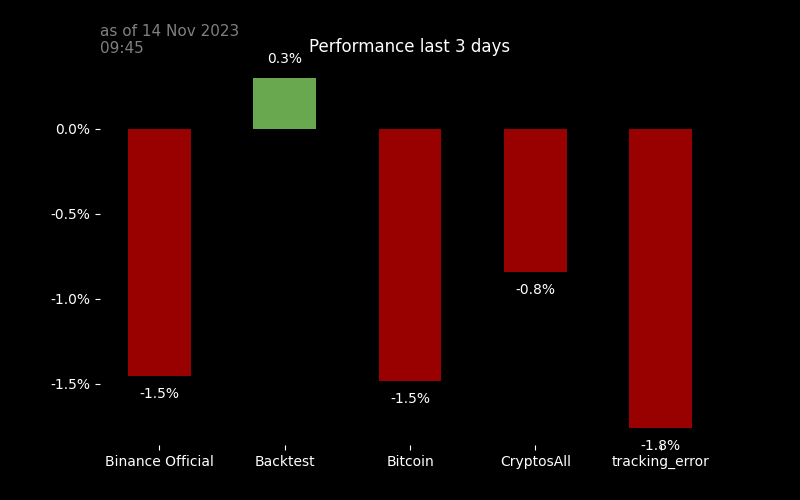 as of 14 Nov 2023
09:45
Performance last 3 days
0.3%
0.0%
-0.5%
-1.0%
-1.5%
-1.5%
-1.5%
-0.8%
-1.8%
Binance Official
Backtest
Bitcoin
CryptosAll
tracking_error